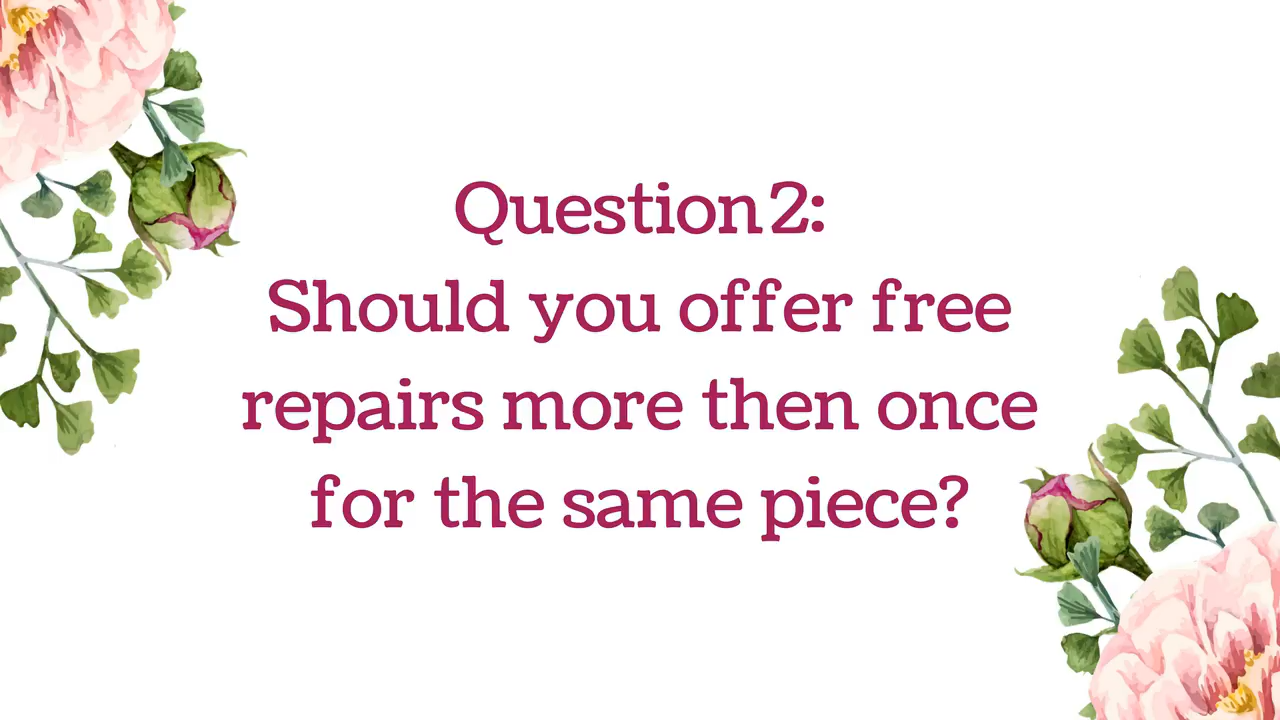 Question 2:
Should you offer free
repairs more then once
for the same piece?